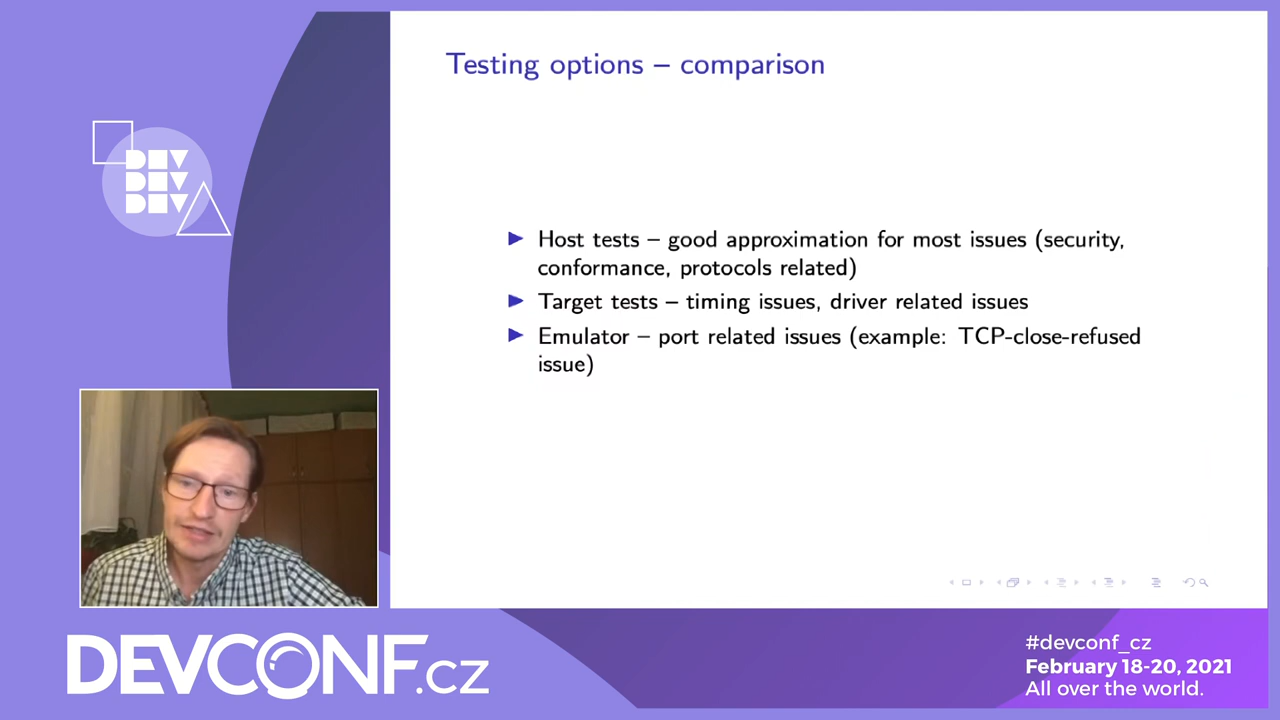 Testing options – comparison
DEV
DEV
DEV
► Host tests – good approximation for most issues (security,
conformance, protocols related)
► Target tests – timing issues, driver related issues
► Emulator – port related issues (example: TCP-close-refused
issue)
DEVCONF.cz
#devconf_cz
February 18-20, 2021
All over the world.